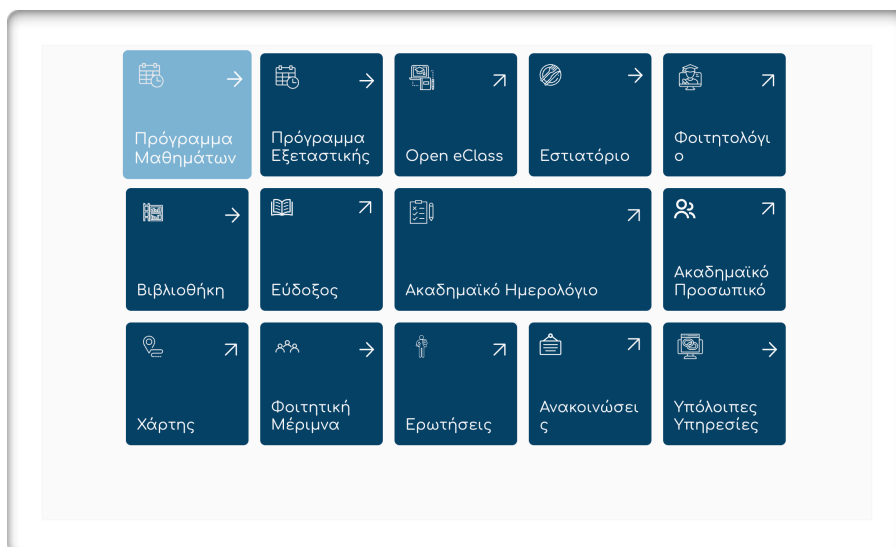 Πρόγραμμα
Μαθημάτων
Πρόγραμμα
Εξεταστικής
Open eClass
Εστιατόριο
Φοιτητολόγι
ο
Βιβλιοθήκη
Εύδοξος
Ακαδημαϊκό Ημερολόγιο
Ακαδημαϊκό
Προσωπικό
Χάρτης
Φοιτητική
Μέριμνα
Ερωτήσεις
Ανακοινώσει
ς
Υπόλοιπες
Υπηρεσίες